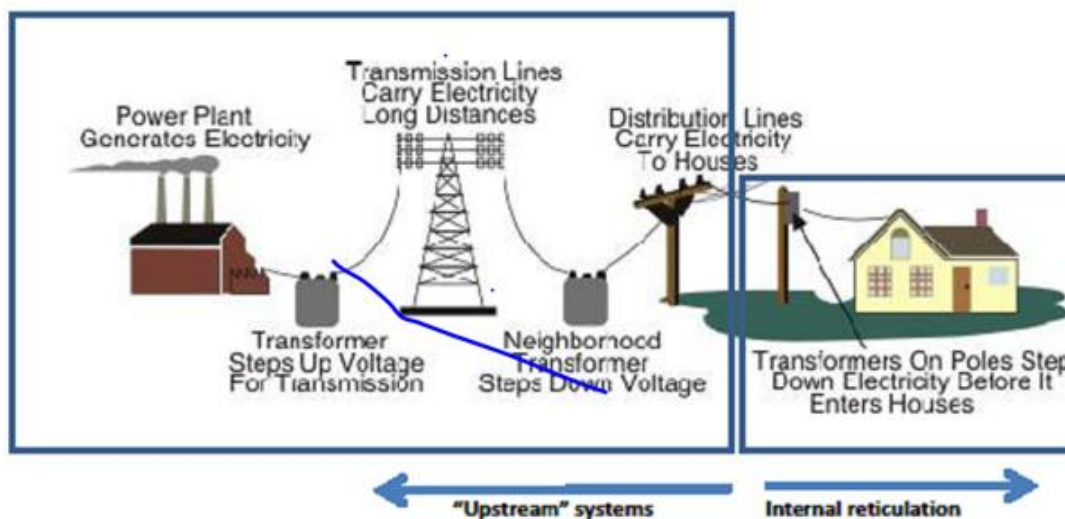 Power Plant
Generates Electricity
Transmission Lines
Carry Electricity
Long Distances
Distribution Lines
Carry Electricity
To Houses
Transformer
Steps Up Voltage
For Transmission
Neighborhood
Transformer
Steps Down Voltage
Transformers On Poles Step
Down Electricity Before It
Enters Houses
"Upstream" systems
Internal reticulation